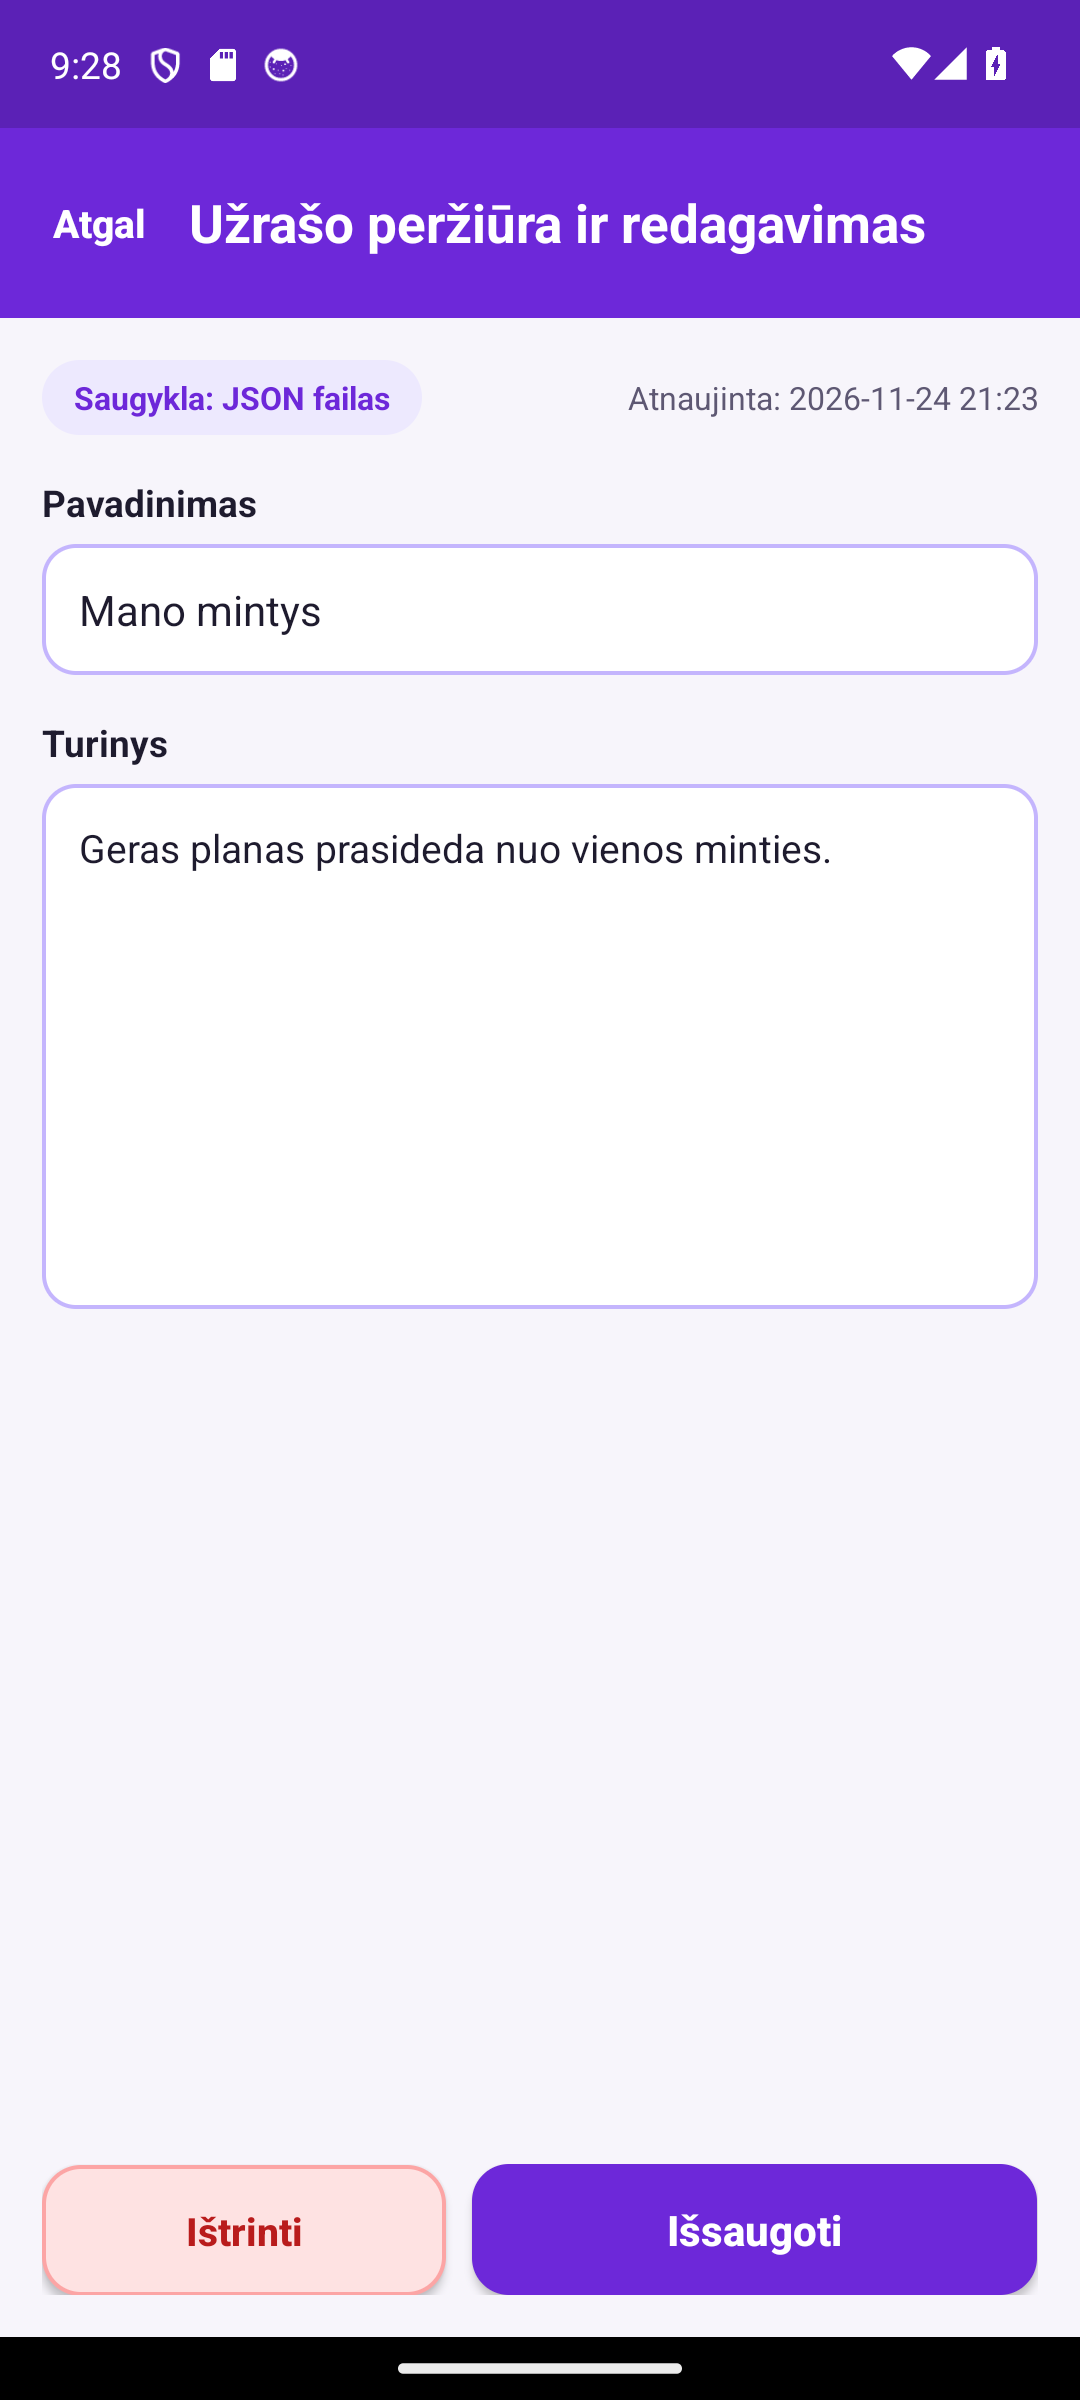 9:28
Atgal Užrašo peržiūra ir redagavimas
Saugykla: JSON failas Atnaujinta: 2026-11-24 21:23
Pavadinimas
Mano mintys
Turinys
Geras planas prasideda nuo vienos minties.
Ištrinti Išsaugoti